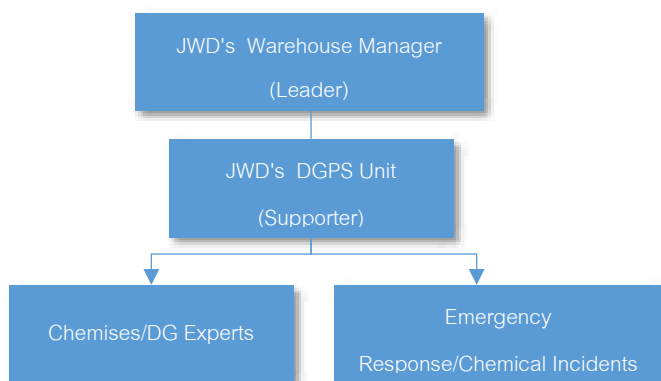 JWD's  Warehouse Manager
(Leader)
JWD's  DGPS Unit
(Supporter)
Chemises/DG Experts
Emergency
Response/Chemical Incidents